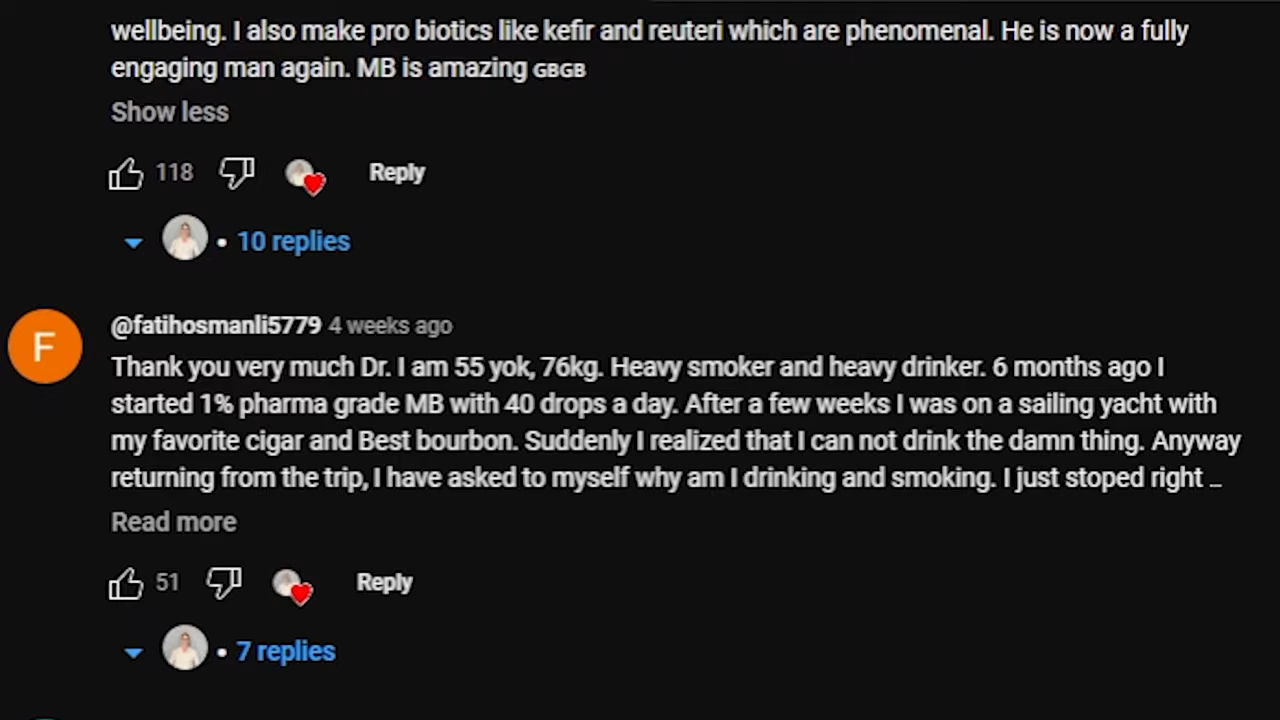 wellbeing. I also make pro biotics like kefir and reuteri which are phenomenal. He is now a fully
engaging man again. MB is amazing GBGB
Show less
118
Reply
10 replies
F
@fatihosmanli5779 4 weeks ago
Thank you very much Dr. I am 55 yok, 76kg. Heavy smoker and heavy drinker. 6 months ago I
started 1% pharma grade MB with 40 drops a day. After a few weeks I was on a sailing yacht with
my favorite cigar and Best bourbon. Suddenly I realized that I can not drink the damn thing. Anyway
returning from the trip, I have asked to myself why am I drinking and smoking. I just stoped right ...
Read more
51
Reply
7 replies